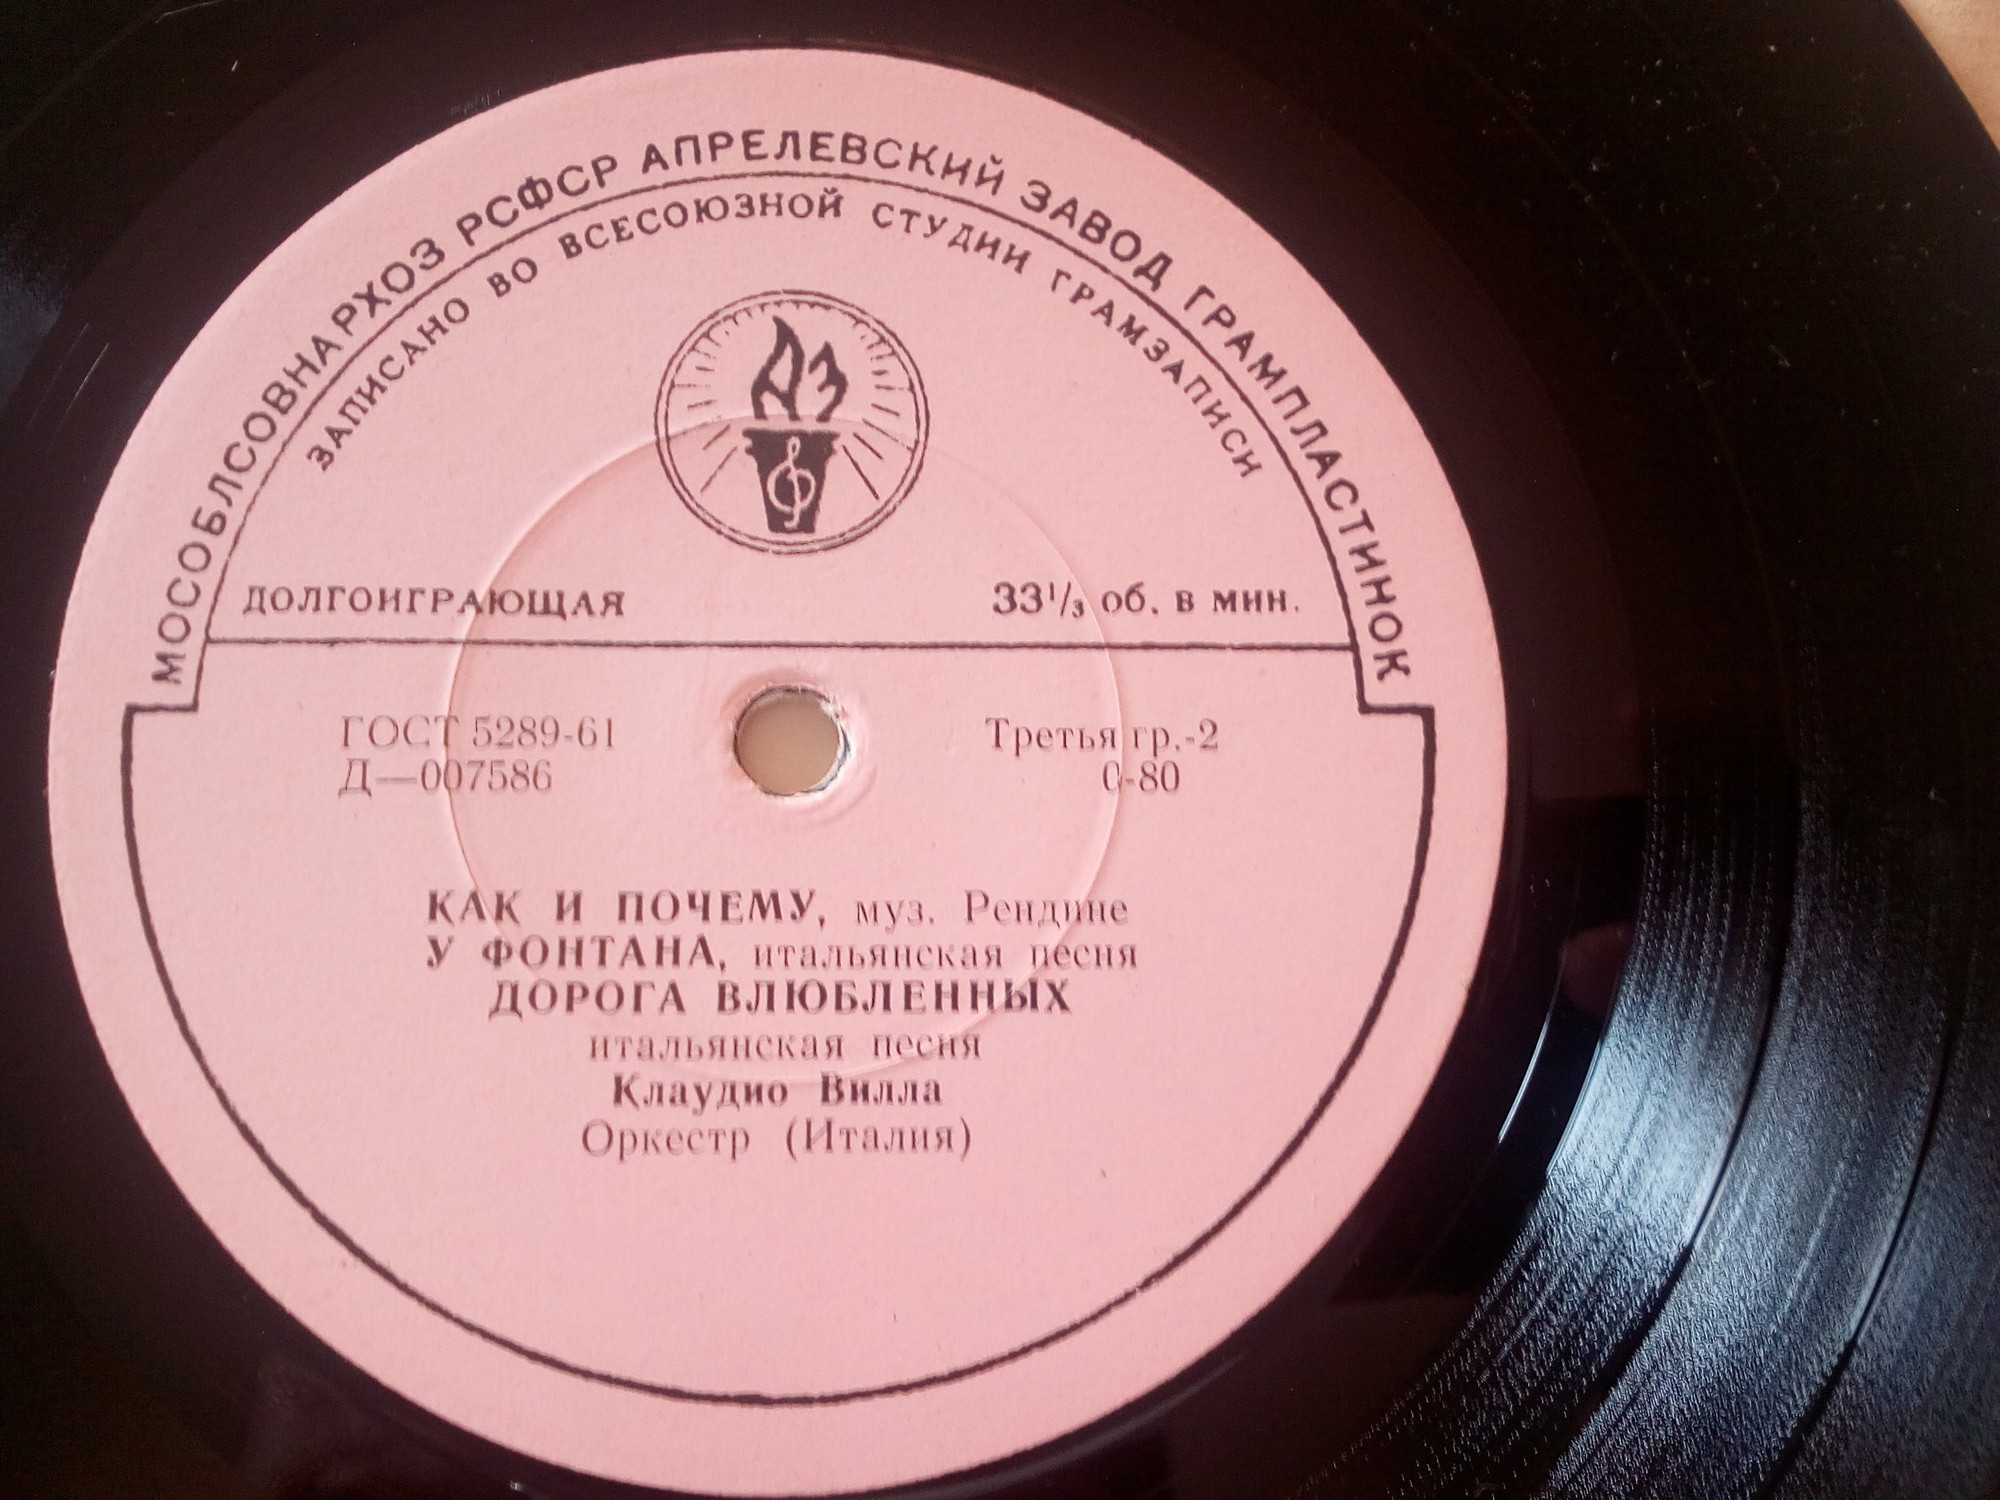 МОСОБЛСОВНАРХОЗ РСФСР АПРЕЛЕВСКИЙ ЗАВОД ГРАМПЛАСТИНОК
ЗАПИСАНО ВО ВСЕСОЮЗНОЙ СТУДИИ ГРАМЗАПИСИ
АЗ
ДОЛГОИГРАЮЩАЯ 33⅓ об. в мин.
ГОСТ 5289-61 Третья гр.-2
Д—007586 0-80
КАК И ПОЧЕМУ, муз. Рендине
У ФОНТАНА, итальянская песня
ДОРОГА ВЛЮБЛЕННЫХ
итальянская песня
Клаудио Вилла
Оркестр (Италия)